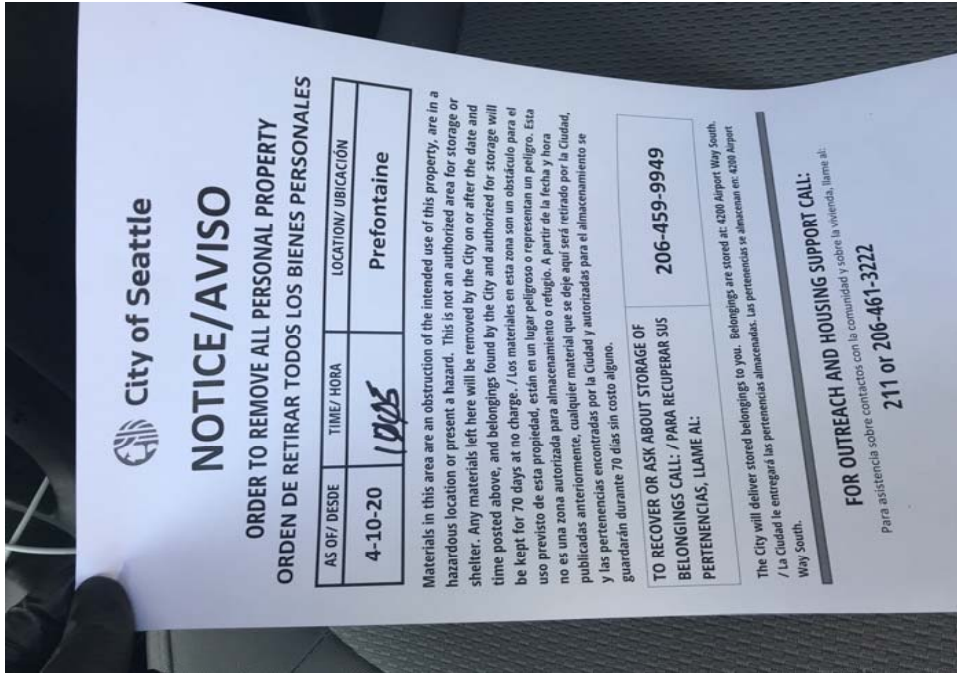 City of Seattle
NOTICE/AVISO
ORDER TO REMOVE ALL PERSONAL PROPERTY
ORDEN DE RETIRAR TODOS LOS BIENES PERSONALES
AS OF/ DESDE TIME/ HORA LOCATION/ UBICACIÓN
4-10-20 1005 Prefontaine
Materials in this area are an obstruction of the intended use of this property, are in a
hazardous location or present a hazard. This is not an authorized area for storage or
shelter. Any materials left here will be removed by the City on or after the date and
time posted above, and belongings found by the City and authorized for storage will
be kept for 70 days at no charge. / Los materiales en esta zona son un obstáculo para el
uso previsto de esta propiedad, están en un lugar peligroso o representan un peligro. Esta
no es una zona autorizada para almacenamiento o refugio. A partir de la fecha y hora
publicadas anteriormente, cualquier material que se deje aquí será retirado por la Ciudad,
y las pertenencias encontradas por la Ciudad y autorizadas para el almacenamiento se
guardarán durante 70 días sin costo alguno.
TO RECOVER OR ASK ABOUT STORAGE OF
BELONGINGS CALL: / PARA RECUPERAR SUS
PERTENENCIAS, LLAME AL:
206-459-9949
The City will deliver stored belongings to you. Belongings are stored at: 4200 Airport Way South.
/ La Ciudad le entregará las pertenencias almacenadas. Las pertenencias se almacenan en: 4200 Airport
Way South.
FOR OUTREACH AND HOUSING SUPPORT CALL:
Para asistencia sobre contactos con la comunidad y sobre la vivienda, llame al:
211 or 206-461-3222